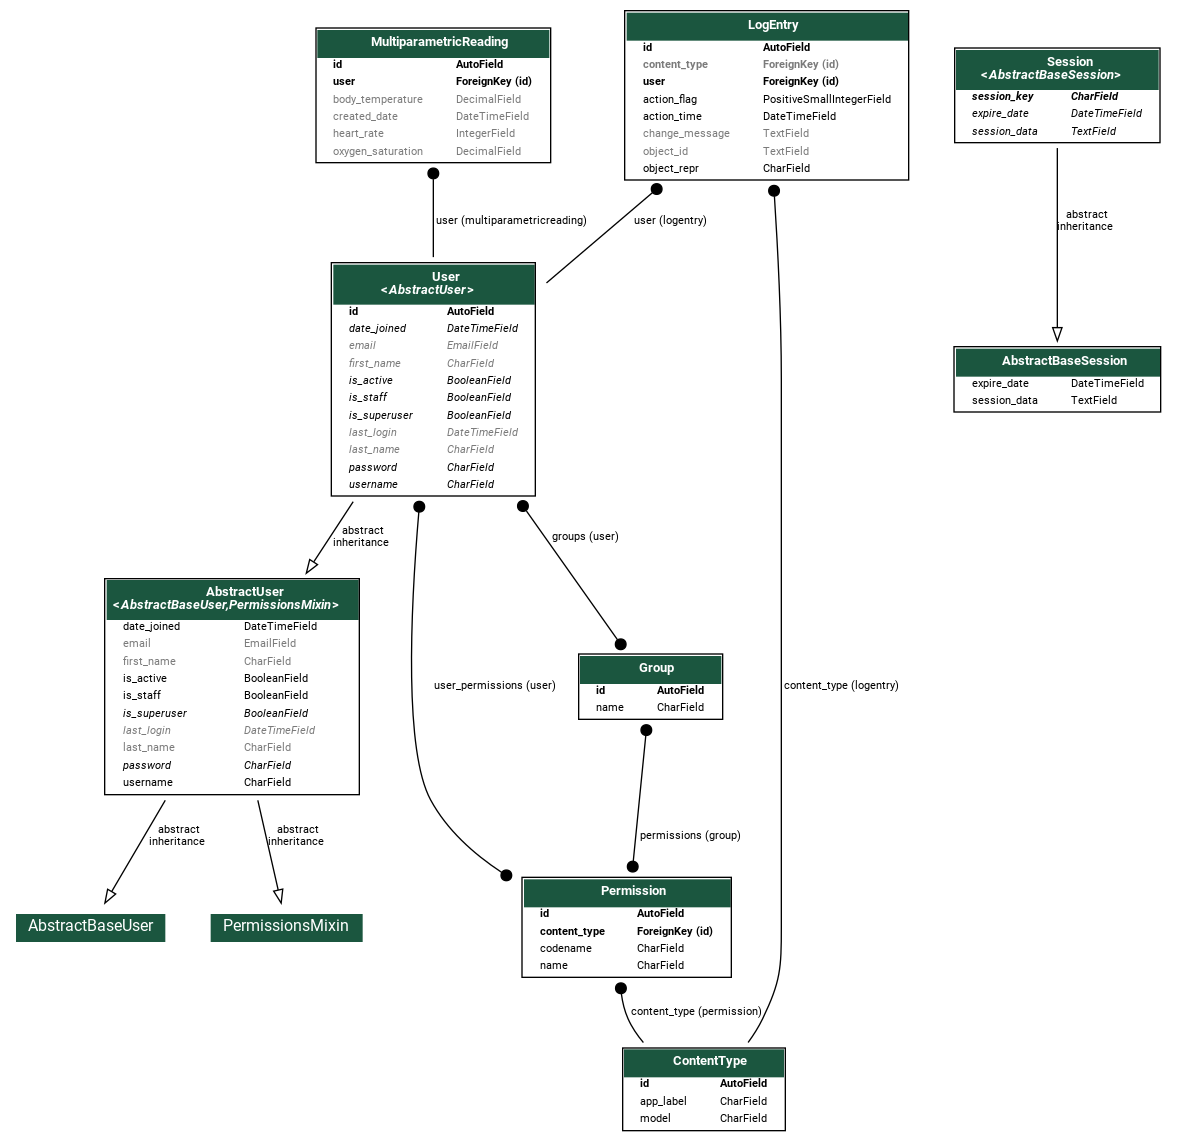 MultiparametricReading
id AutoField
user ForeignKey (id)
body_temperature DecimalField
created_date DateTimeField
heart_rate IntegerField
oxygen_saturation DecimalField
LogEntry
id AutoField
content_type ForeignKey (id)
user ForeignKey (id)
action_flag PositiveSmallIntegerField
action_time DateTimeField
change_message TextField
object_id TextField
object_repr CharField
Session
<AbstractBaseSession>
session_key CharField
expire_date DateTimeField
session_data TextField
user (multiparametricreading)
user (logentry)
abstract
inheritance
User
<AbstractUser>
id AutoField
date_joined DateTimeField
email EmailField
first_name CharField
is_active BooleanField
is_staff BooleanField
is_superuser BooleanField
last_login DateTimeField
last_name CharField
password CharField
username CharField
AbstractBaseSession
expire_date DateTimeField
session_data TextField
abstract
inheritance
groups (user)
AbstractUser
<AbstractBaseUser,PermissionsMixin>
date_joined DateTimeField
email EmailField
first_name CharField
is_active BooleanField
is_staff BooleanField
is_superuser BooleanField
last_login DateTimeField
last_name CharField
password CharField
username CharField
user_permissions (user)
Group
id AutoField
name CharField
content_type (logentry)
abstract
inheritance
abstract
inheritance
permissions (group)
AbstractBaseUser
PermissionsMixin
Permission
id AutoField
content_type ForeignKey (id)
codename CharField
name CharField
content_type (permission)
ContentType
id AutoField
app_label CharField
model CharField